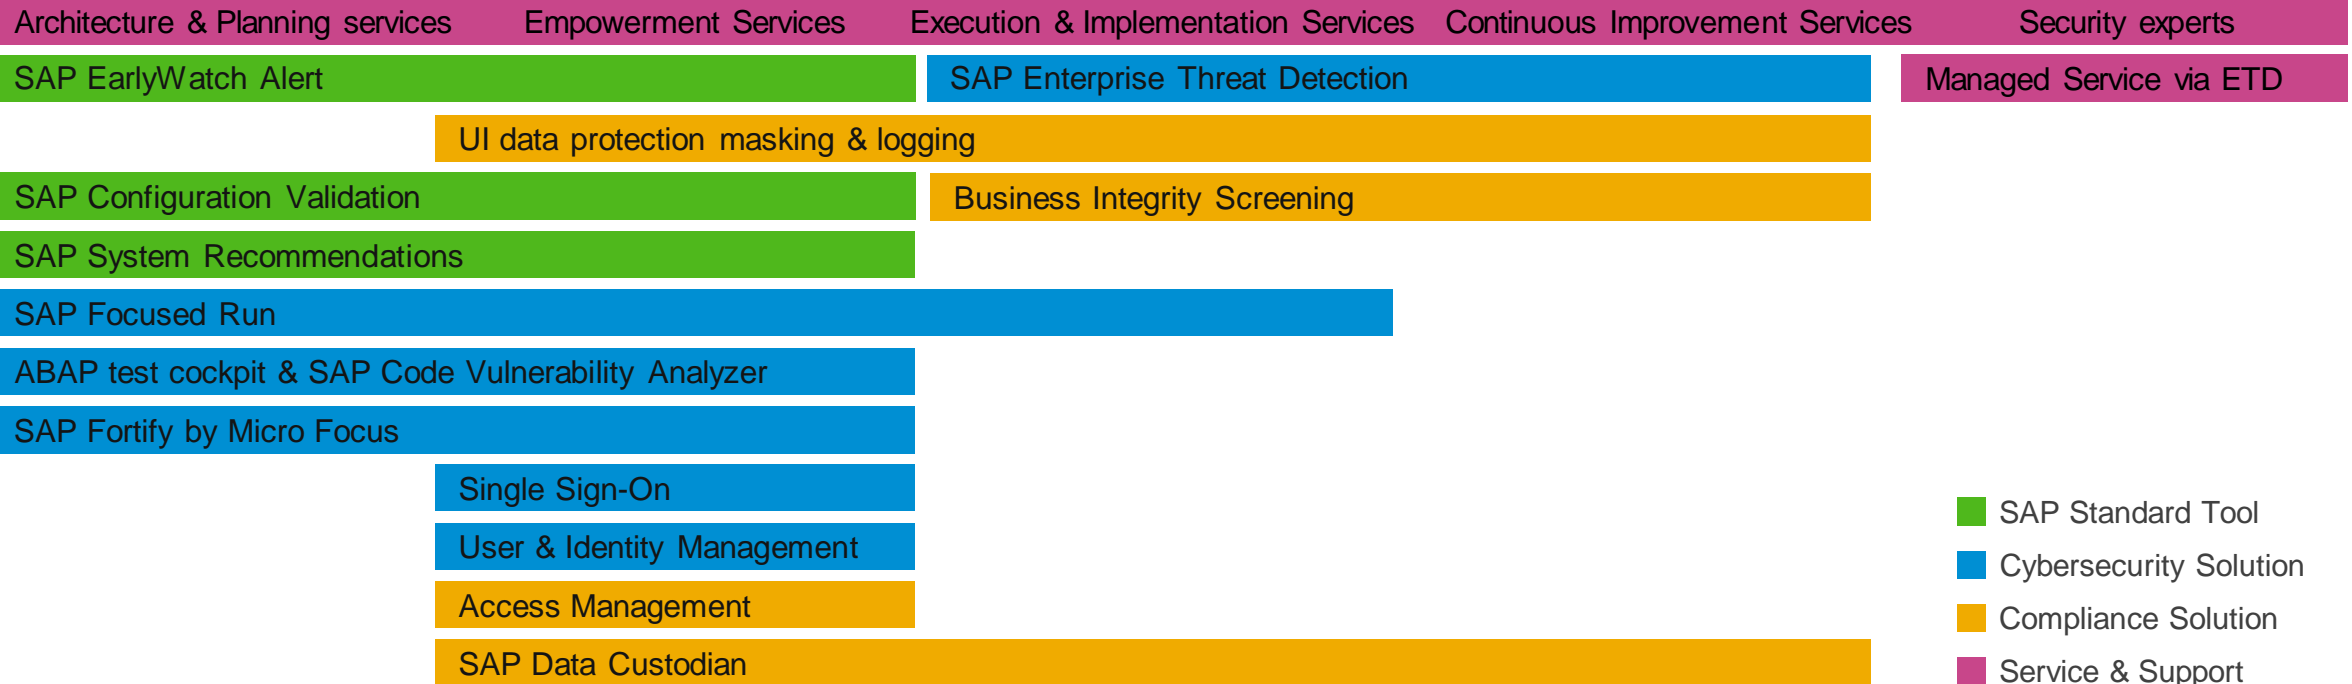 Architecture & Planning services Empowerment Services Execution & Implementation Services Continuous Improvement Services Security experts
SAP EarlyWatch Alert SAP Enterprise Threat Detection Managed Service via ETD
UI data protection masking & logging
SAP Configuration Validation Business Integrity Screening
SAP System Recommendations
SAP Focused Run
ABAP test cockpit & SAP Code Vulnerability Analyzer
SAP Fortify by Micro Focus
Single Sign-On
User & Identity Management
Access Management
SAP Data Custodian
SAP Standard Tool
Cybersecurity Solution
Compliance Solution
Service & Support